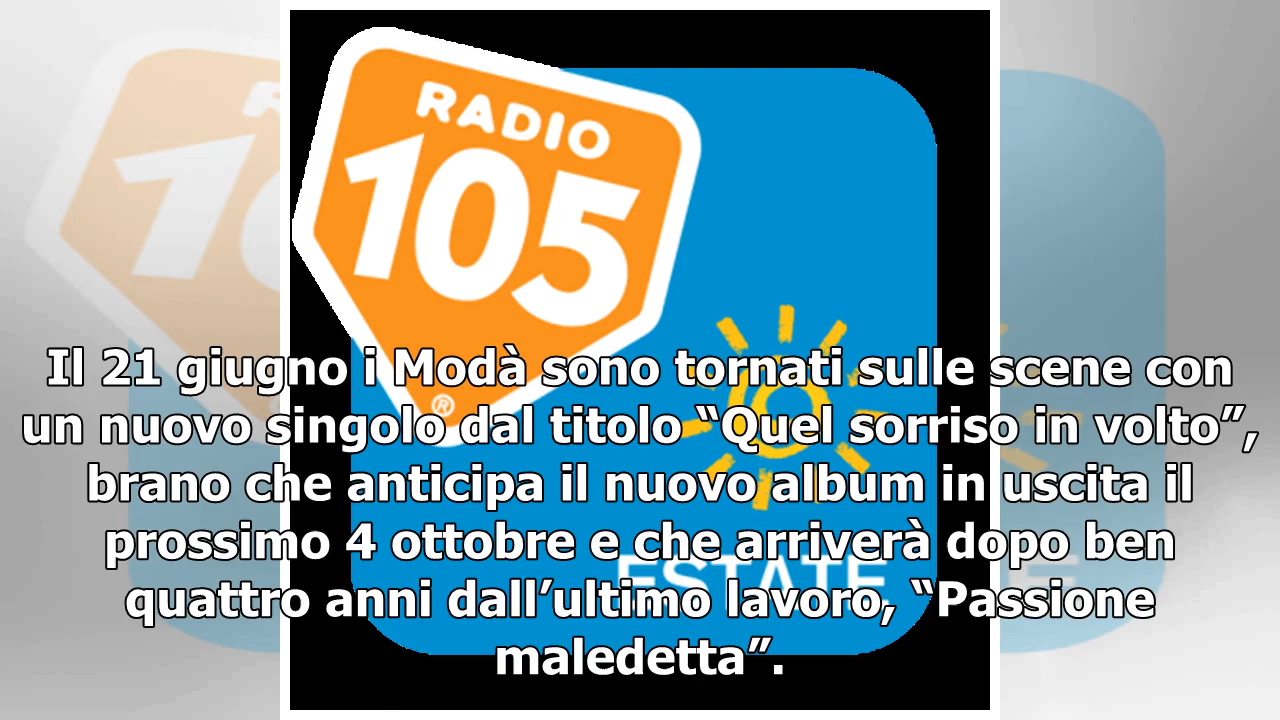 RADIO
105
®
Il 21 giugno i Modà sono tornati sulle scene con
un nuovo singolo dal titolo “Quel sorriso in volto”,
brano che anticipa il nuovo album in uscita il
prossimo 4 ottobre e che arriverà dopo ben
ESTATE
quattro anni dall’ultimo lavoro, “Passione
maledetta”.